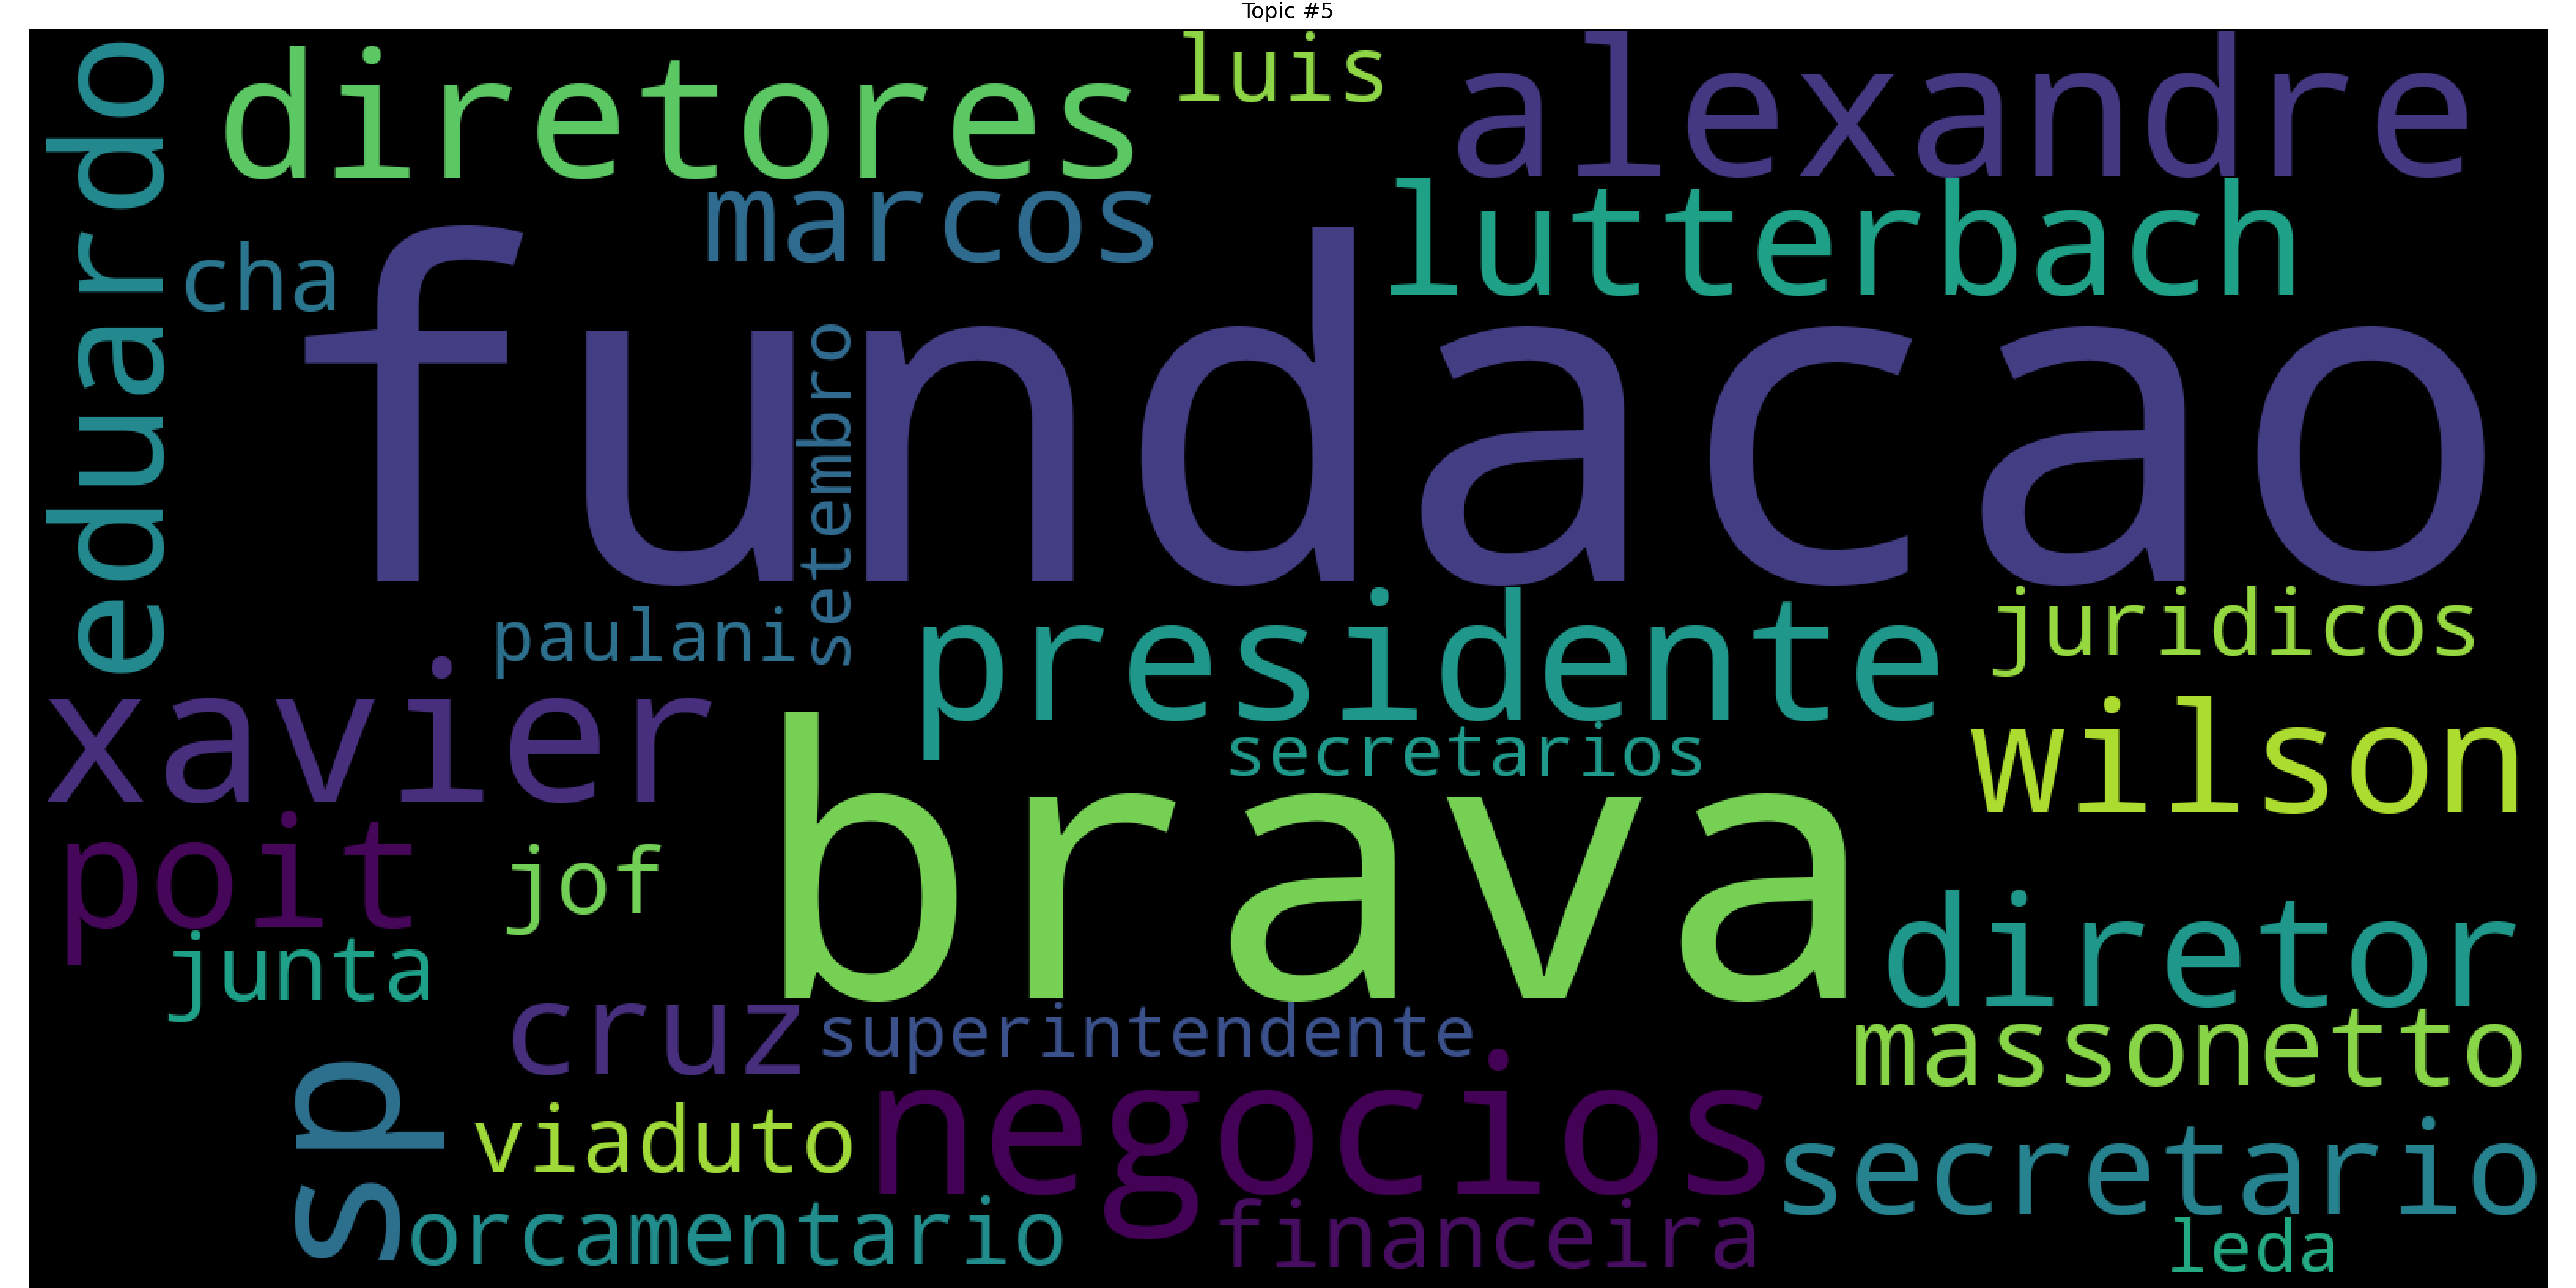 Topic #5
eduardo
diretores
luis
alexandre
marcos
lutterbach
cha
fundacao
setembro
paulani
presidente
juridicos
xavier
secretarios
wilson
brava
poit
jof
diretor
junta
cruz
superintendente
massonetto
sp
viaduto
negocios
secretario
orcamentario
financeira
leda